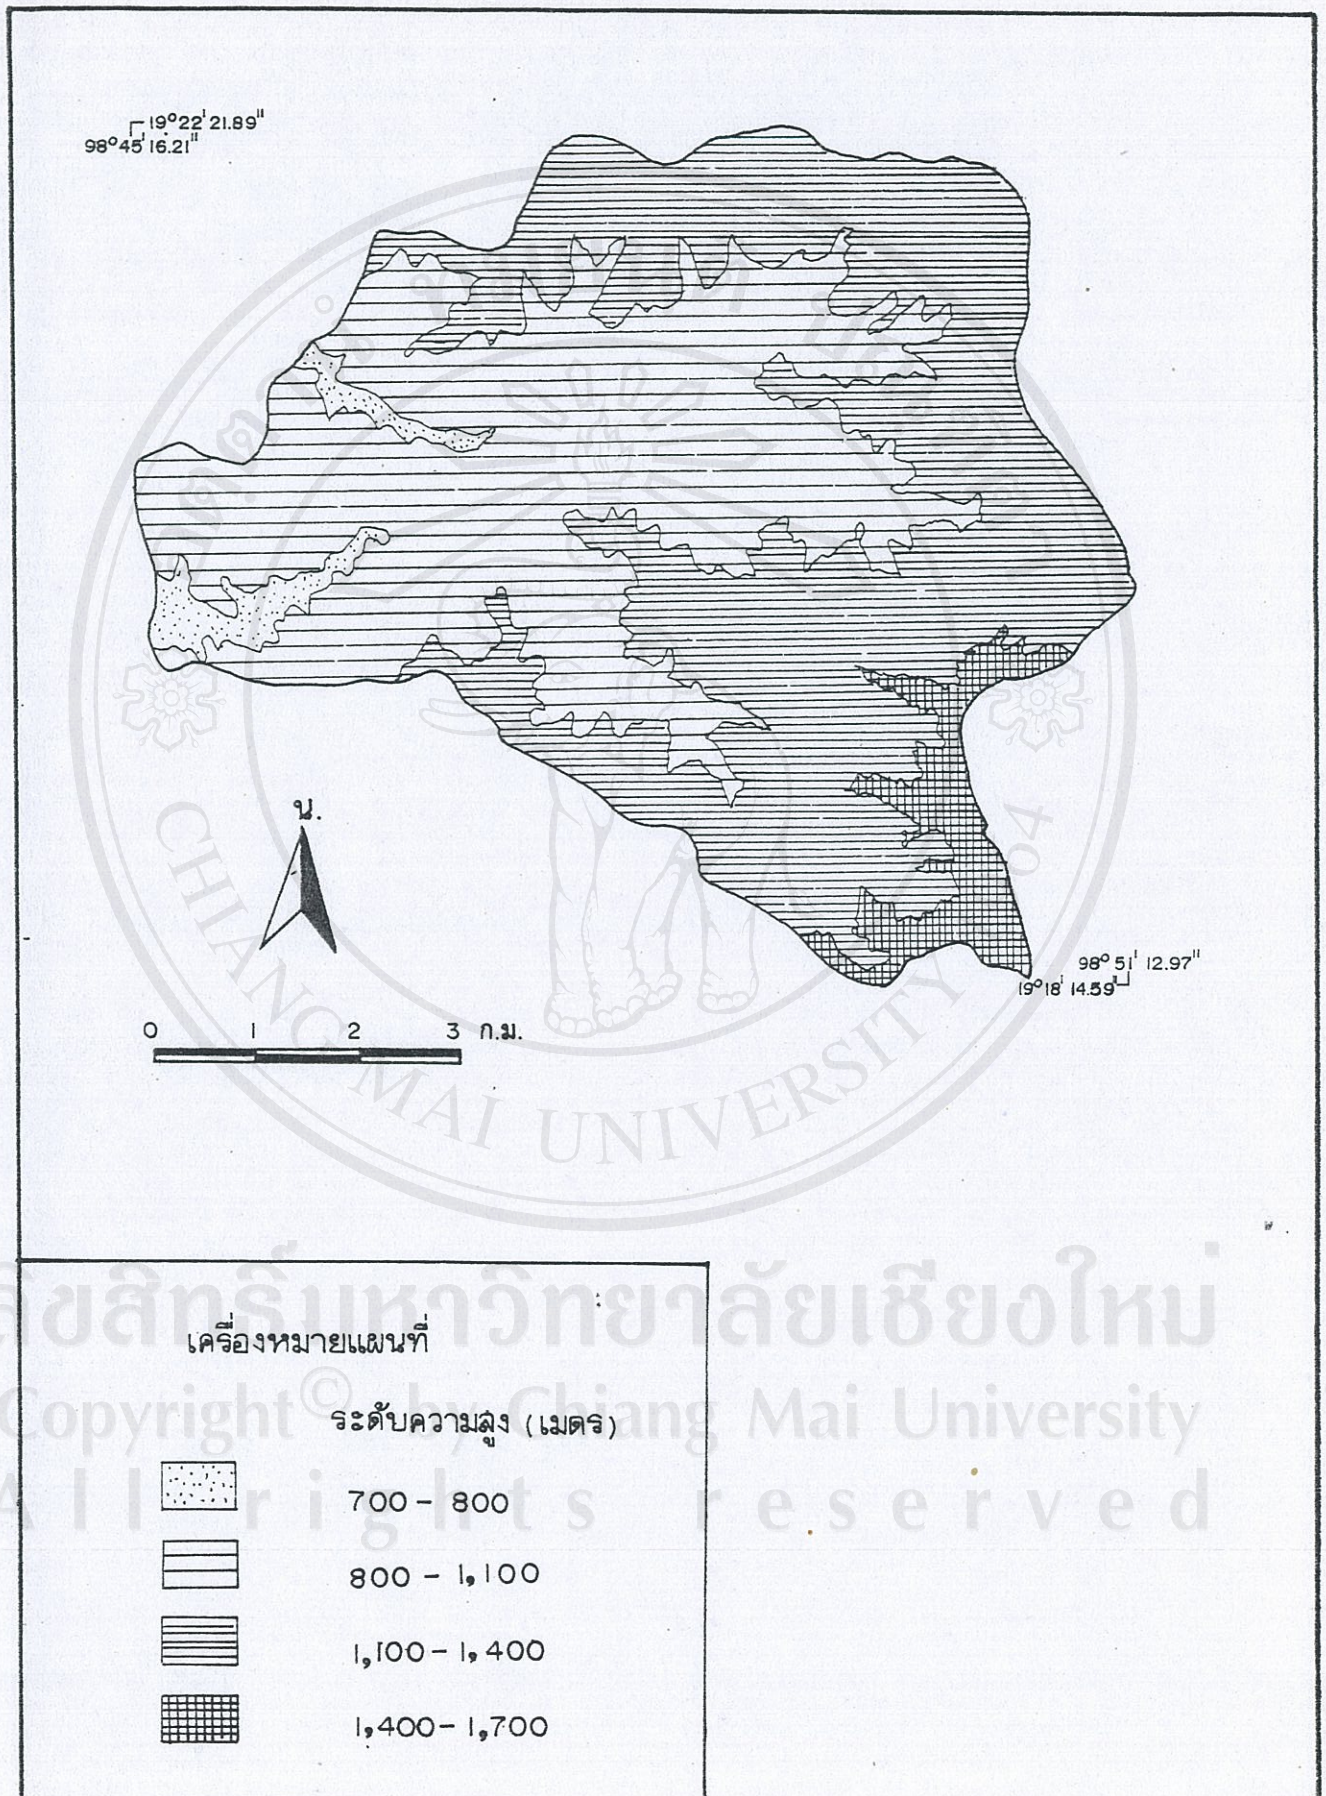 19°22'21.89"
98°45'16.21"
น.
98°51'12.97"
19°18'14.59"
0 1 2 3 ก.ม.
CHIANG MAI UNIVERSITY 1964
ลิขสิทธิ์มหาวิทยาลัยเชียงใหม่
Copyright© by Chiang Mai University
All rights reserved
เครื่องหมายแผนที่
ระดับความสูง (เมตร)
700 - 800
800 - 1,100
1,100 - 1,400
1,400 - 1,700